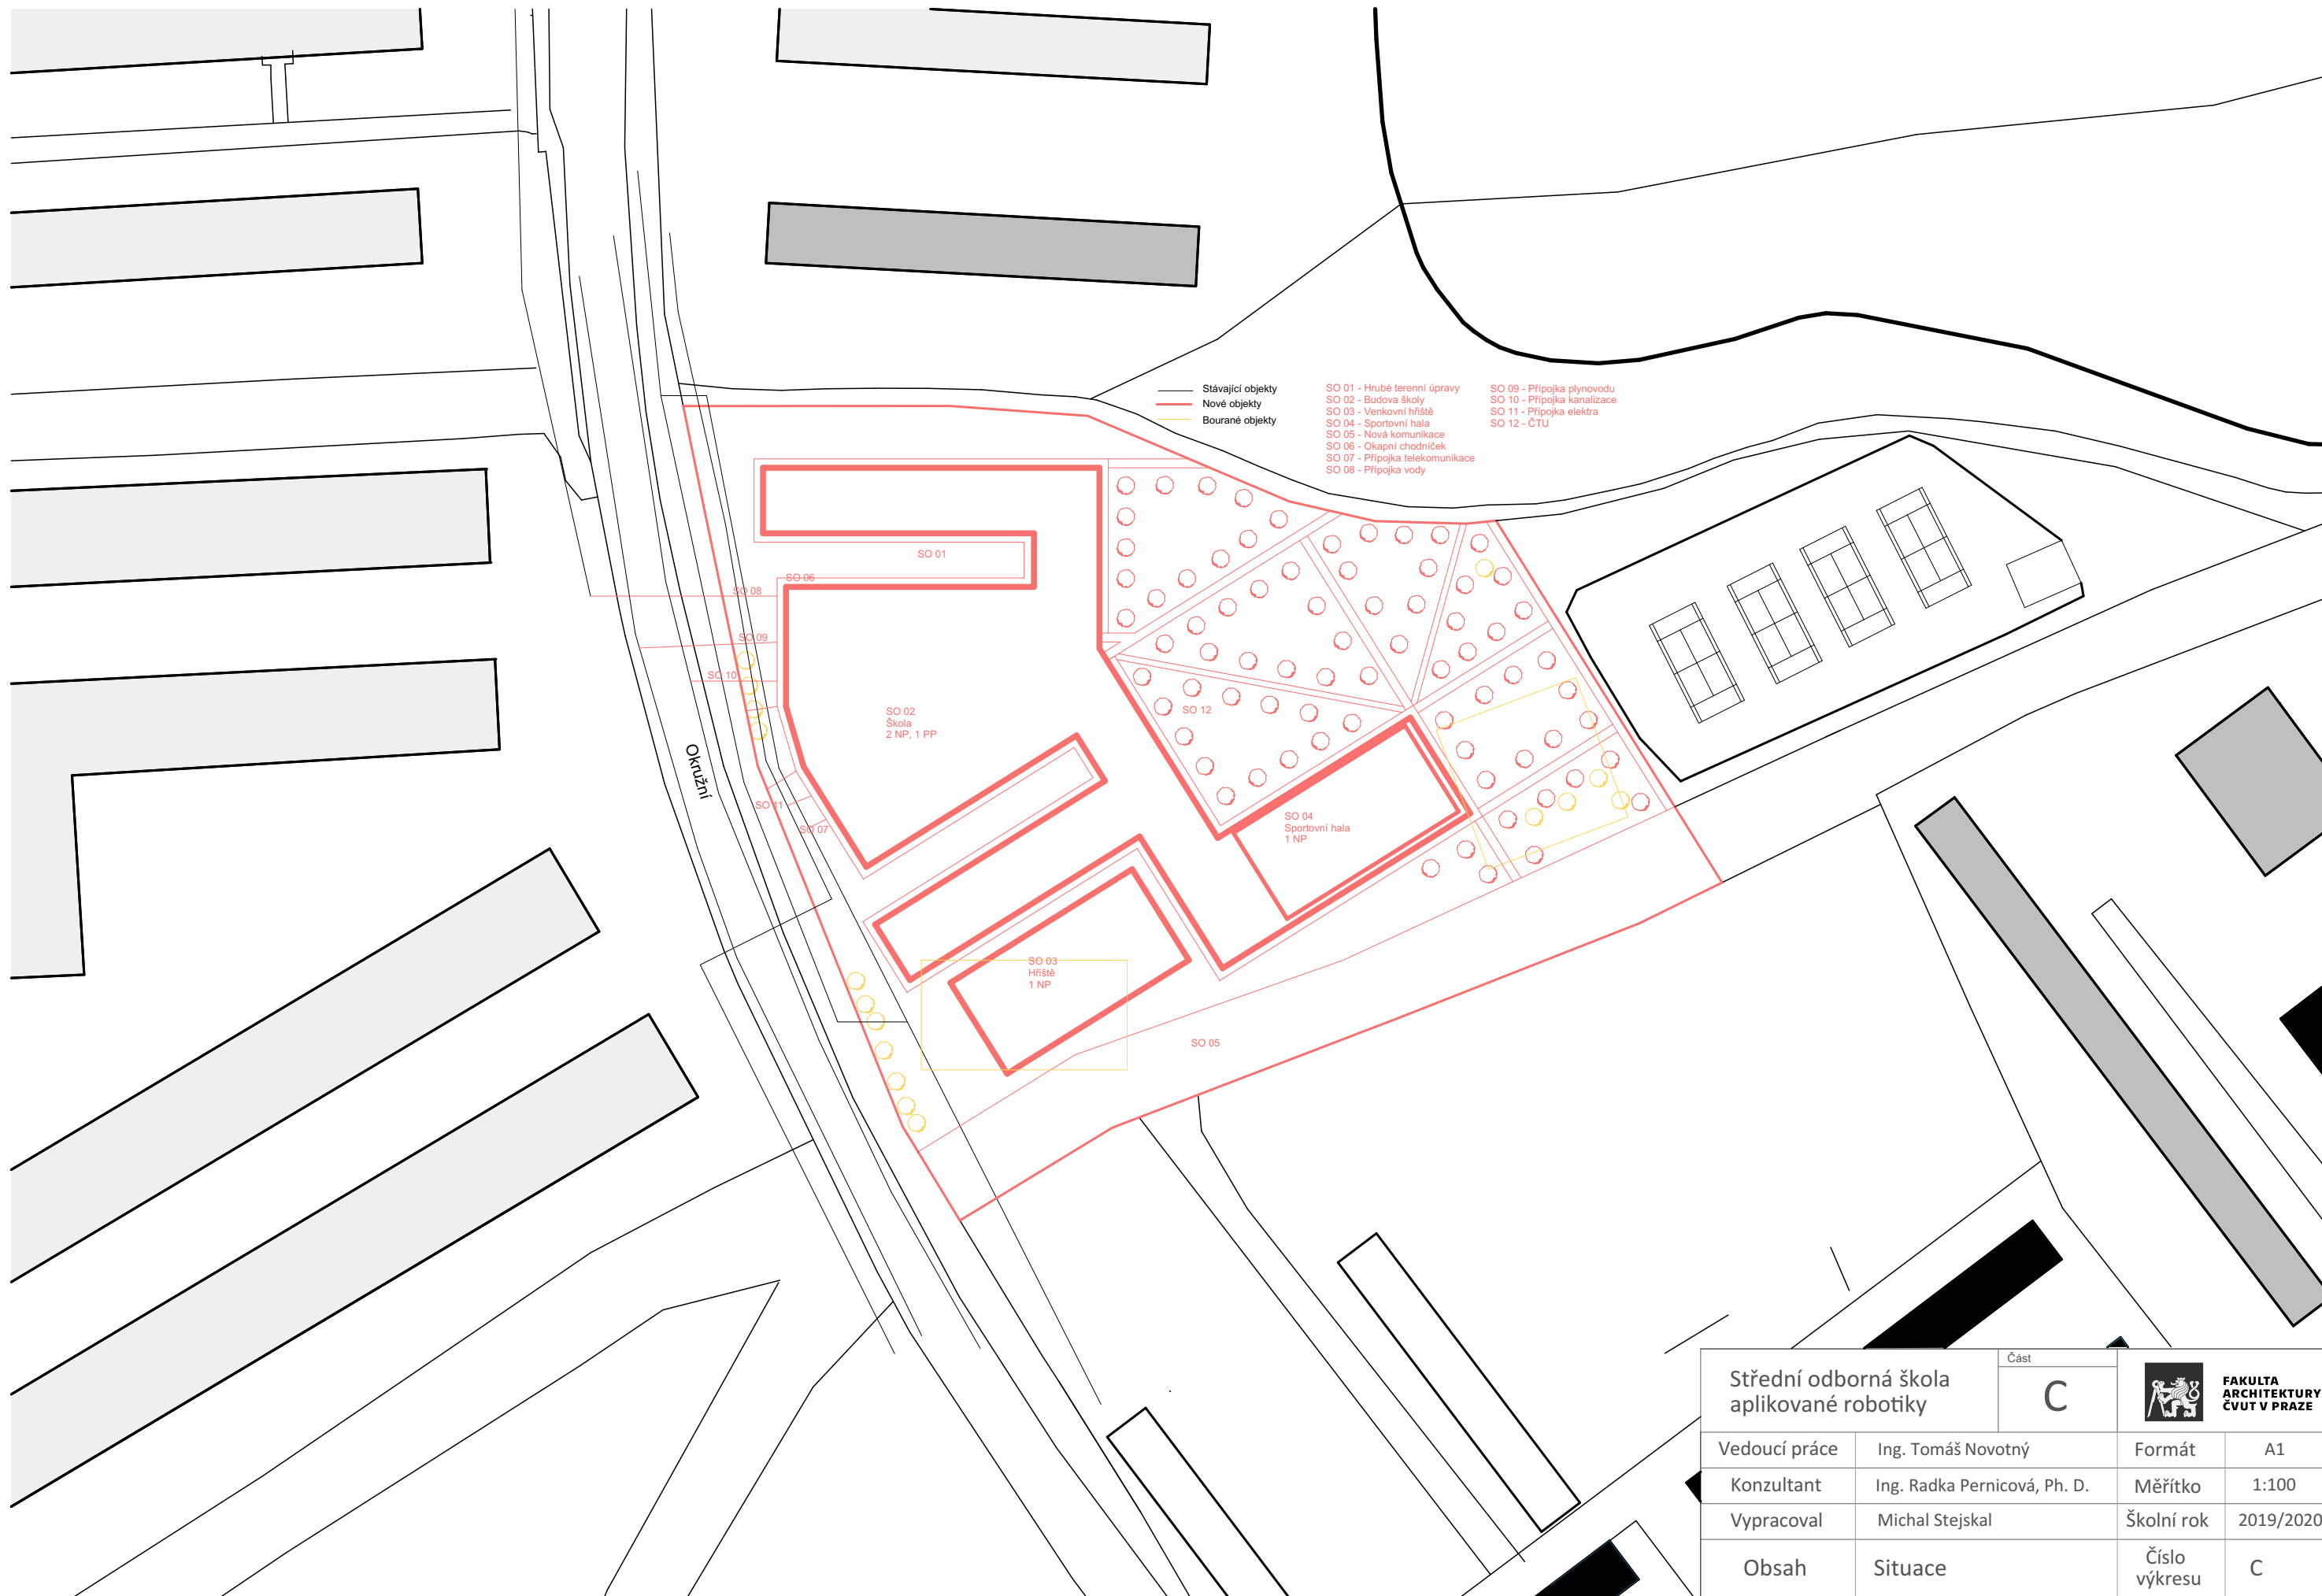 Stávající objekty
Nové objekty
Bourané objekty
SO 01 - Hrubé terenní úpravy
SO 02 - Budova školy
SO 03 - Venkovní hřiště
SO 04 - Sportovní hala
SO 05 - Nová komunikace
SO 06 - Okapní chodníček
SO 07 - Přípojka telekomunikace
SO 08 - Přípojka vody
SO 09 - Přípojka plynovodu
SO 10 - Přípojka kanalizace
SO 11 - Přípojka elektra
SO 12 - ČTU
SO 01
SO 06
SO 08
SO 09
SO 10
SO 02
Škola
2 NP, 1 PP
SO 12
Okružní
SO 11
SO 07
SO 04
Sportovní hala
1 NP
SO 03
Hřiště
1 NP
SO 05
Střední odborná škola
aplikované robotiky
Část
C
FAKULTA
ARCHITEKTURY
ČVUT V PRAZE
Vedoucí práce
Ing. Tomáš Novotný
Formát
A1
Konzultant
Ing. Radka Pernicová, Ph. D.
Měřítko
1:100
Vypracoval
Michal Stejskal
Školní rok
2019/2020
Obsah
Situace
Číslo
výkresu
C